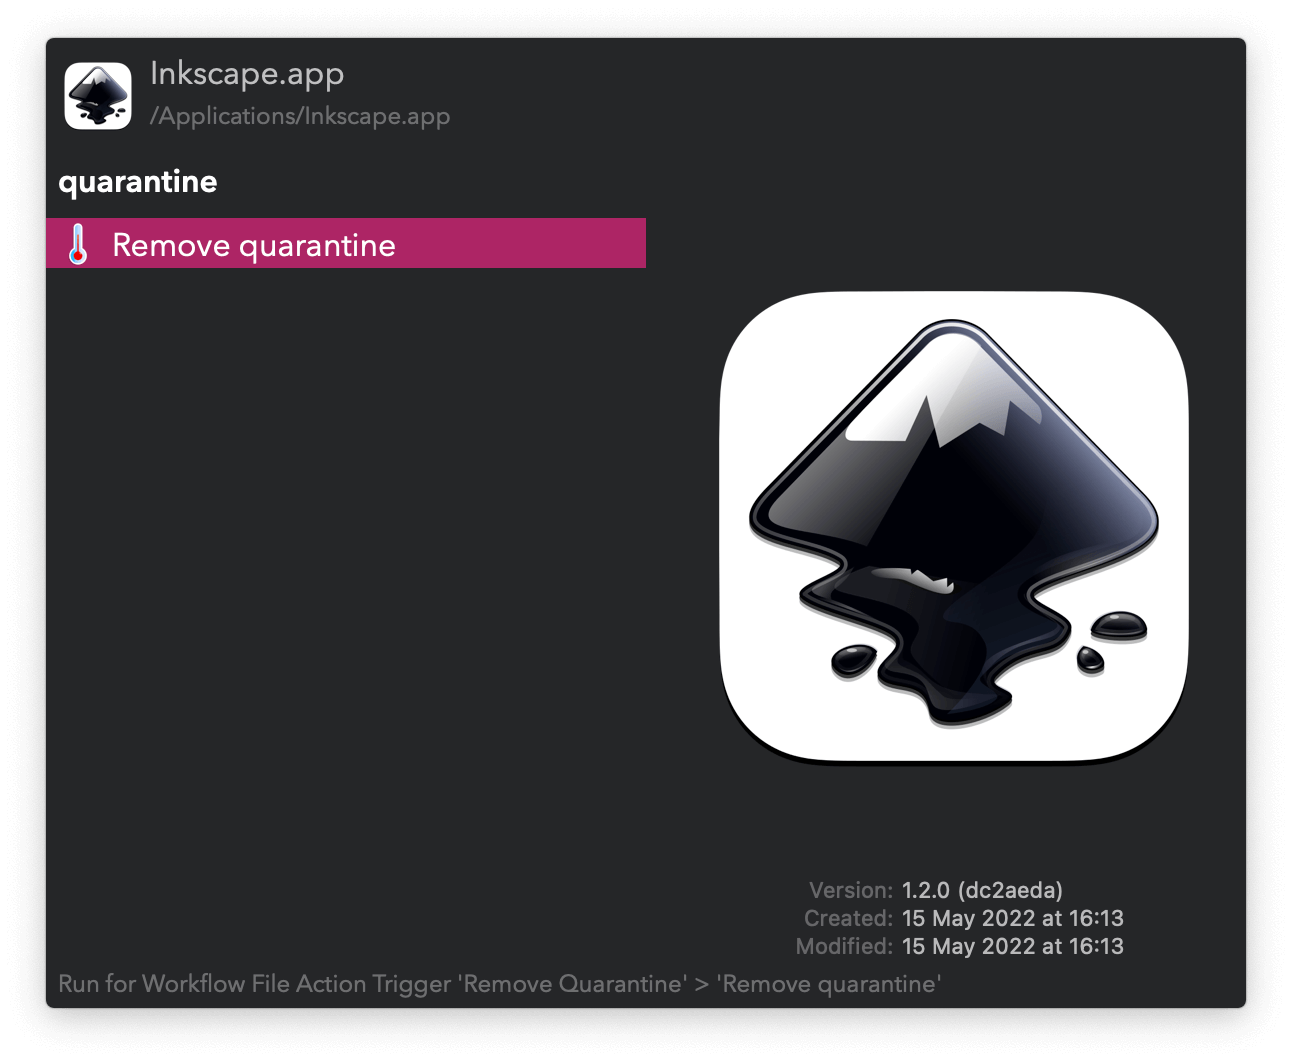 Inkscape.app
/Applications/Inkscape.app
quarantine
Remove quarantine
Version: 1.2.0 (dc2aeda)
Created: 15 May 2022 at 16:13
Modified: 15 May 2022 at 16:13
Run for Workflow File Action Trigger 'Remove Quarantine' > 'Remove quarantine'